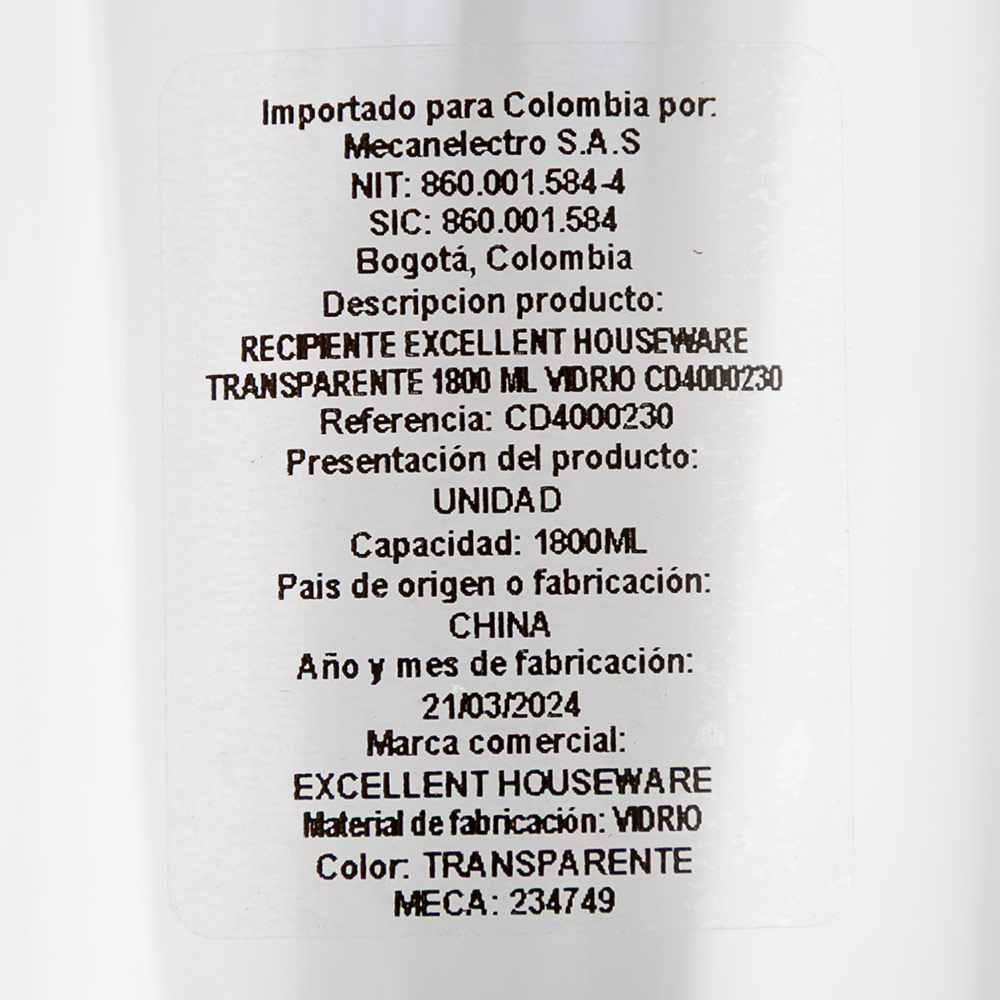 Importado para Colombia por:
Mecanelectro S.A.S
NIT: 860.001.584-4
SIC: 860.001.584
Bogotá, Colombia
Descripcion producto:
RECIPIENTE EXCELLENT HOUSEWARE
TRANSPARENTE 1800 ML VIDRIO CD4000230
Referencia: CD4000230
Presentación del producto:
UNIDAD
Capacidad: 1800ML
Pais de origen o fabricación:
CHINA
Año y mes de fabricación:
21/03/2024
Marca comercial:
EXCELLENT HOUSEWARE
Material de fabricación: VIDRIO
Color: TRANSPARENTE
MECA: 234749